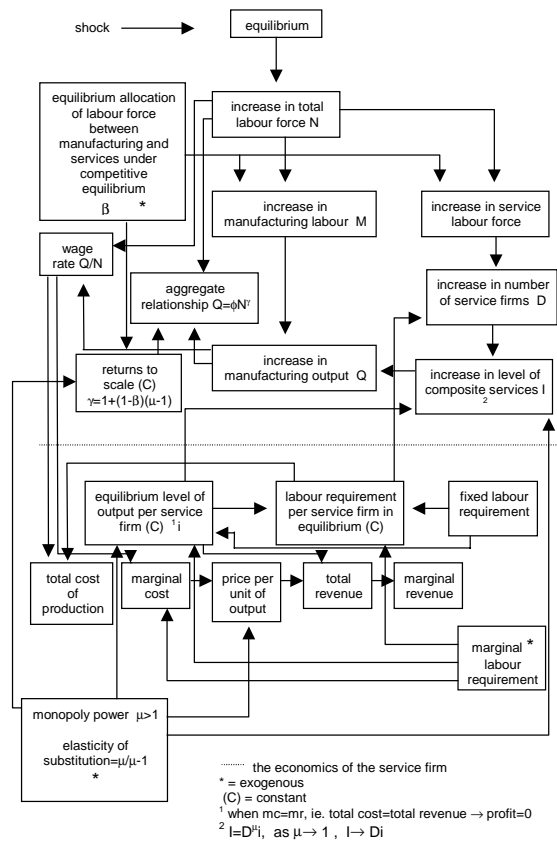 shock
equilibrium
equilibrium allocation
of labour force
between
manufacturing and
services under
competitive
equilibrium
β *
increase in total
labour force N
increase in
manufacturing labour M
increase in service
labour force
wage
rate Q/N
aggregate
relationship Q=ϕN^γ
increase in number
of service firms D
returns to
scale (C)
γ=1+(1-β)(μ-1)
increase in
manufacturing output Q
increase in level of
composite services I
2
equilibrium level of
output per service
firm (C) ¹ i
labour requirement
per service firm in
equilibrium (C)
fixed labour
requirement
total cost
of
production
marginal
cost
price per
unit of
output
total
revenue
marginal
revenue
marginal *
labour
requirement
monopoly power μ>1
elasticity of
substitution=μ/μ-1
*
.......... the economics of the service firm
* = exogenous
(C) = constant
¹ when mc=mr, ie. total cost=total revenue → profit=0
² I=D^μi, as μ→ 1 , I→ Di